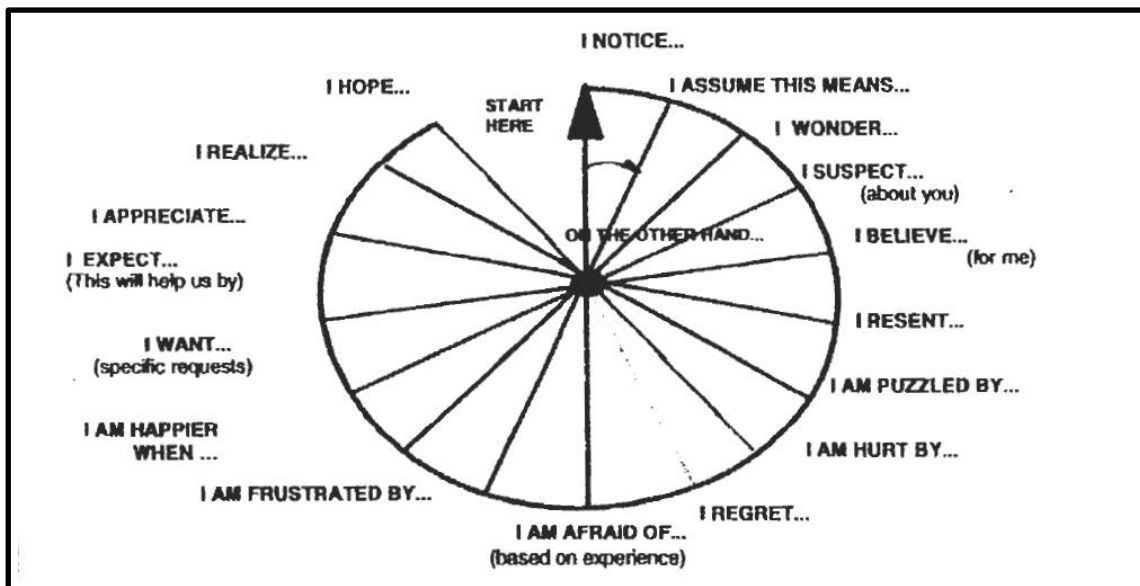 I NOTICE...
START
HERE
I ASSUME THIS MEANS...
I WONDER...
I SUSPECT...
(about you)
ON THE OTHER HAND...
I BELIEVE...
(for me)
I RESENT...
I AM PUZZLED BY...
I AM HURT BY...
I REGRET...
I AM AFRAID OF...
(based on experience)
I AM FRUSTRATED BY...
I AM HAPPIER
WHEN ...
I WANT...
(specific requests)
I EXPECT...
(This will help us by)
I APPRECIATE...
I REALIZE...
I HOPE...